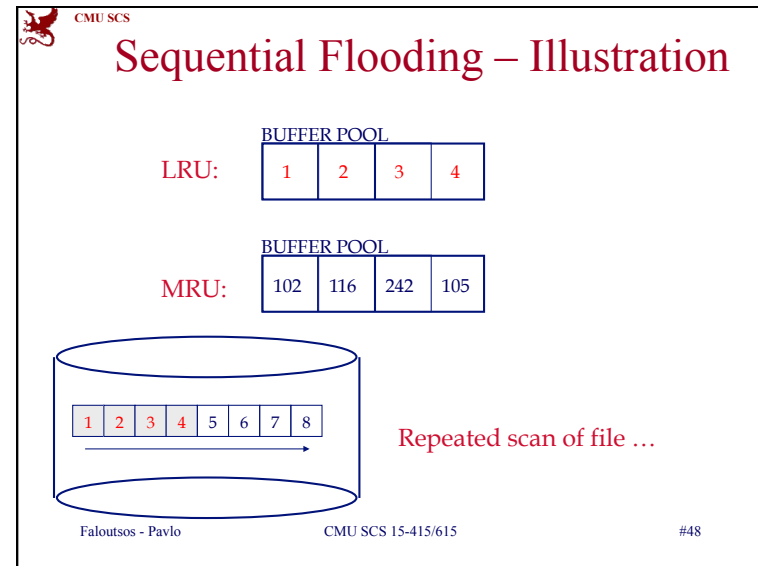 CMU SCS
Sequential Flooding – Illustration
BUFFER POOL
LRU: 1 2 3 4
BUFFER POOL
MRU: 102 116 242 105
1 2 3 4 5 6 7 8
Repeated scan of file …
Faloutsos - Pavlo CMU SCS 15-415/615 #48